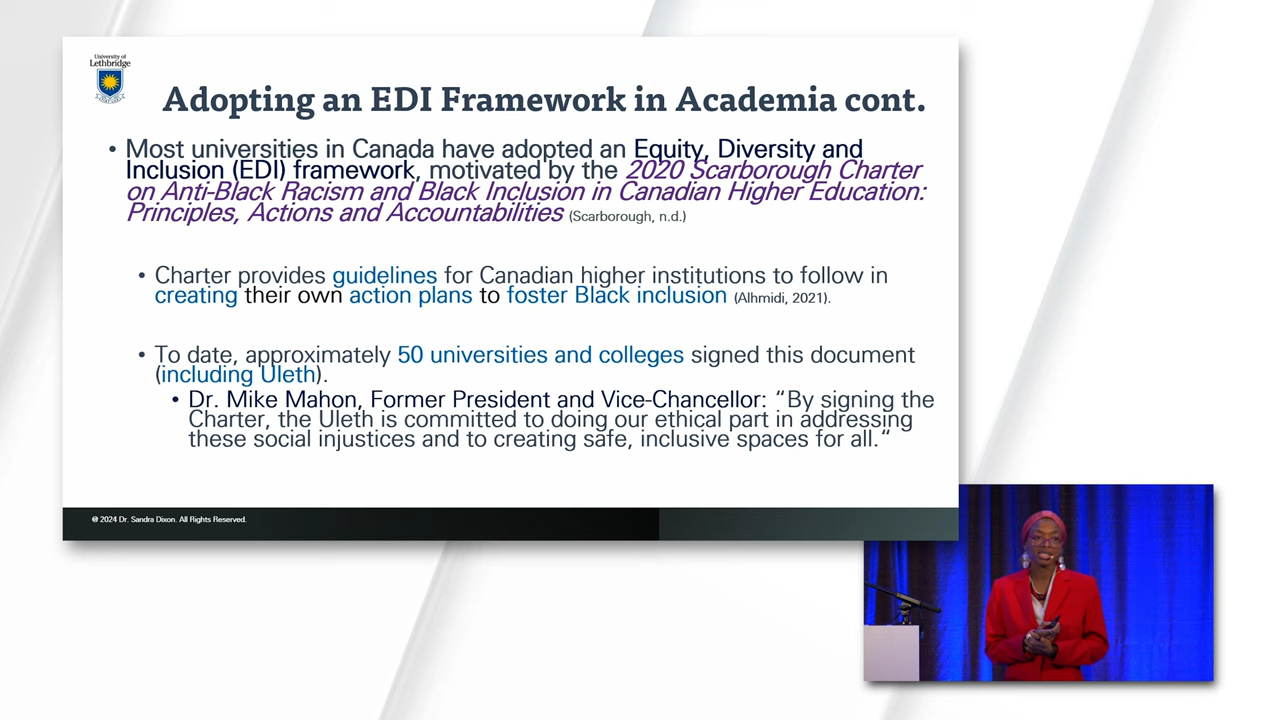 University of
Lethbridge
Adopting an EDI Framework in Academia cont.
• Most universities in Canada have adopted an Equity, Diversity and
Inclusion (EDI) framework, motivated by the 2020 Scarborough Charter
on Anti-Black Racism and Black Inclusion in Canadian Higher Education:
Principles, Actions and Accountabilities (Scarborough, n.d.)
• Charter provides guidelines for Canadian higher institutions to follow in
creating their own action plans to foster Black inclusion (Alhmidi, 2021).
• To date, approximately 50 universities and colleges signed this document
(including Uleth).
• Dr. Mike Mahon, Former President and Vice-Chancellor: “By signing the
Charter, the Uleth is committed to doing our ethical part in addressing
these social injustices and to creating safe, inclusive spaces for all.“
@ 2024 Dr. Sandra Dixon. All Rights Reserved.